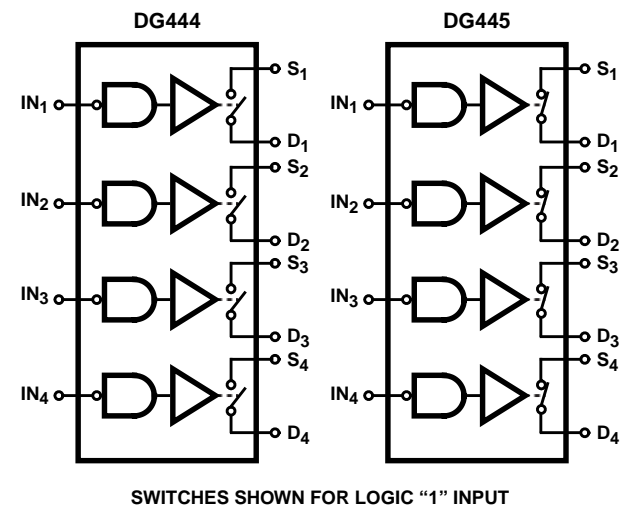 DG444
DG445
S1
IN1
D1
S2
IN2
D2
S3
IN3
D3
S4
IN4
D4
S1
IN1
D1
S2
IN2
D2
S3
IN3
D3
S4
IN4
D4
SWITCHES SHOWN FOR LOGIC “1” INPUT